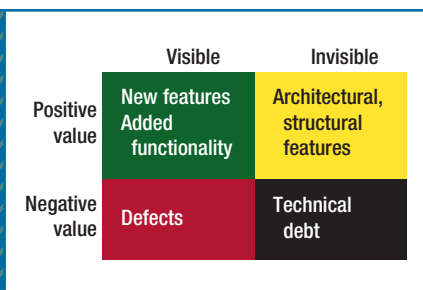 Visible
Invisible
Positive
value
New features
Added
functionality
Architectural,
structural
features
Negative
value
Defects
Technical
debt